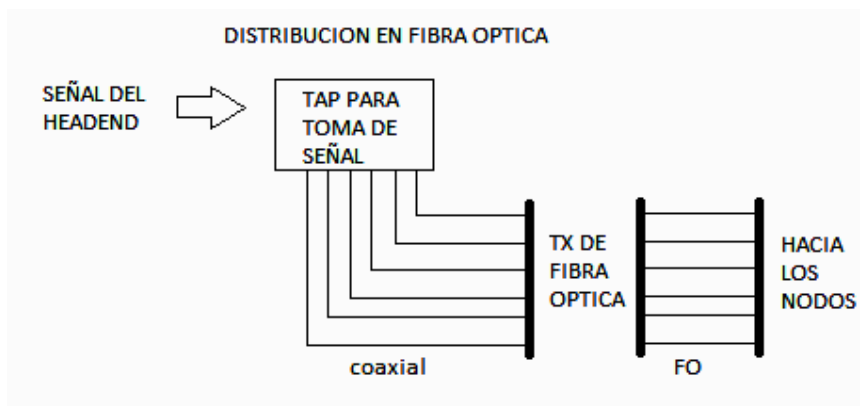 DISTRIBUCION EN FIBRA OPTICA
SEÑAL DEL
HEADEND
TAP PARA
TOMA DE
SEÑAL
TX DE
FIBRA
OPTICA
HACIA
LOS
NODOS
coaxial
FO